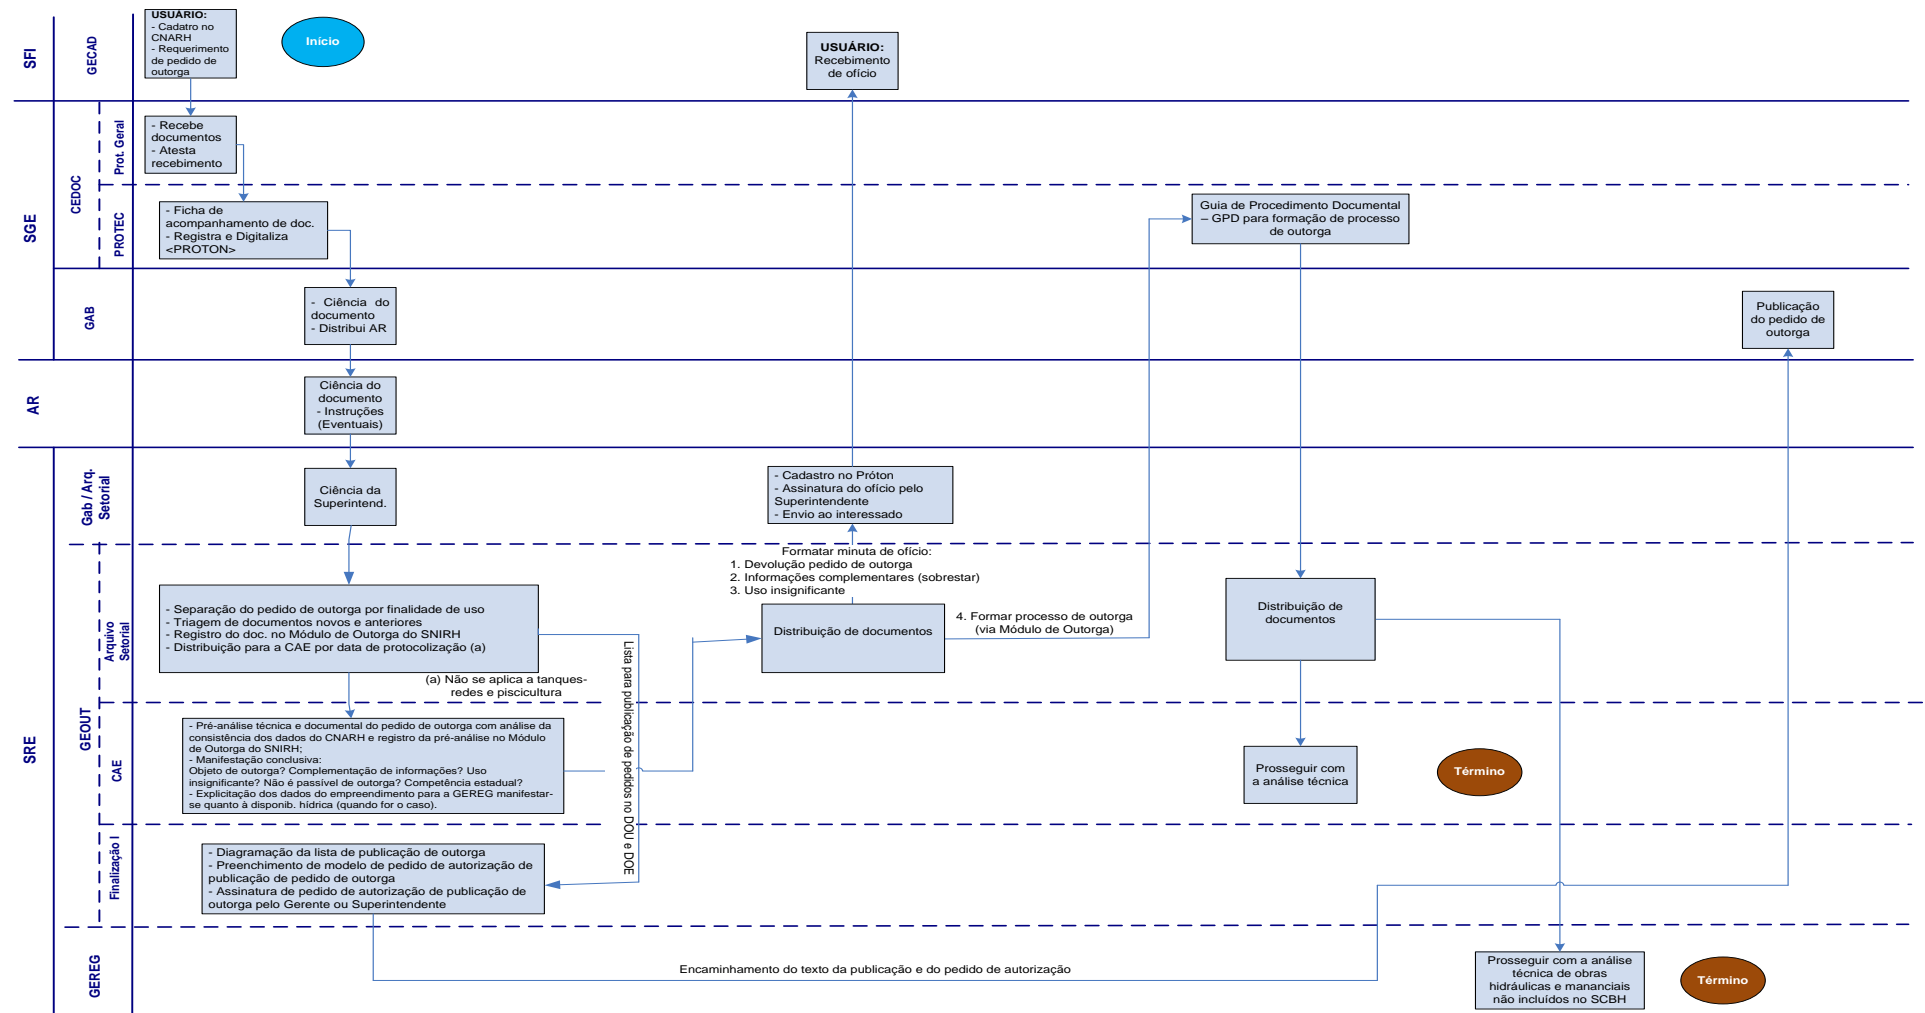 SFI
GECAD
USUÁRIO:
- Cadatro no
CNARH
- Requerimento
de pedido de
outorga
Início
USUÁRIO:
Recebimento
de ofício
SGE
CEDOC
Prot. Geral
- Recebe
documentos
- Atesta
recebimento
PROTEC
- Ficha de
acompanhamento de doc.
- Registra e Digitaliza
<PROTON>
Guia de Procedimento Documental
– GPD para formação de processo
de outorga
GAB
- Ciência do
documento
- Distribui AR
Publicação
do pedido de
outorga
AR
Ciência do
documento
- Instruções
(Eventuais)
SRE
Gab / Arq.
Setorial
Ciência da
Superintend.
- Cadastro no Próton
- Assinatura do ofício pelo
Superintendente
- Envio ao interessado
GEOUT
Arquivo
Setorial
- Separação do pedido de outorga por finalidade de uso
- Triagem de documentos novos e anteriores
- Registro do doc. no Módulo de Outorga do SNIRH
- Distribuição para a CAE por data de protocolização (a)
(a) Não se aplica a tanques-
redes e piscicultura
Lista para publicação de pedidos no DOU e DOE
Formatar minuta de ofício:
1. Devolução pedido de outorga
2. Informações complementares (sobrestar)
3. Uso insignificante
Distribuição de documentos
4. Formar processo de outorga
(via Módulo de Outorga)
Distribuição de
documentos
CAE
- Pré-análise técnica e documental do pedido de outorga com análise da
consistência dos dados do CNARH e registro da pré-análise no Módulo
de Outorga do SNIRH;
- Manifestação conclusiva:
Objeto de outorga? Complementação de informações? Uso
insignificante? Não é passível de outorga? Competência estadual?
- Explicitação dos dados do empreendimento para a GEREG manifestar-
se quanto à disponib. hídrica (quando for o caso).
Prosseguir com
a análise técnica
Término
Finalização I
- Diagramação da lista de publicação de outorga
- Preenchimento de modelo de pedido de autorização de
publicação de pedido de outorga
- Assinatura de pedido de autorização de publicação de
outorga pelo Gerente ou Superintendente
GEREG
Encaminhamento do texto da publicação e do pedido de autorização
Prosseguir com a análise
técnica de obras
hidráulicas e mananciais
não incluídos no SCBH
Término